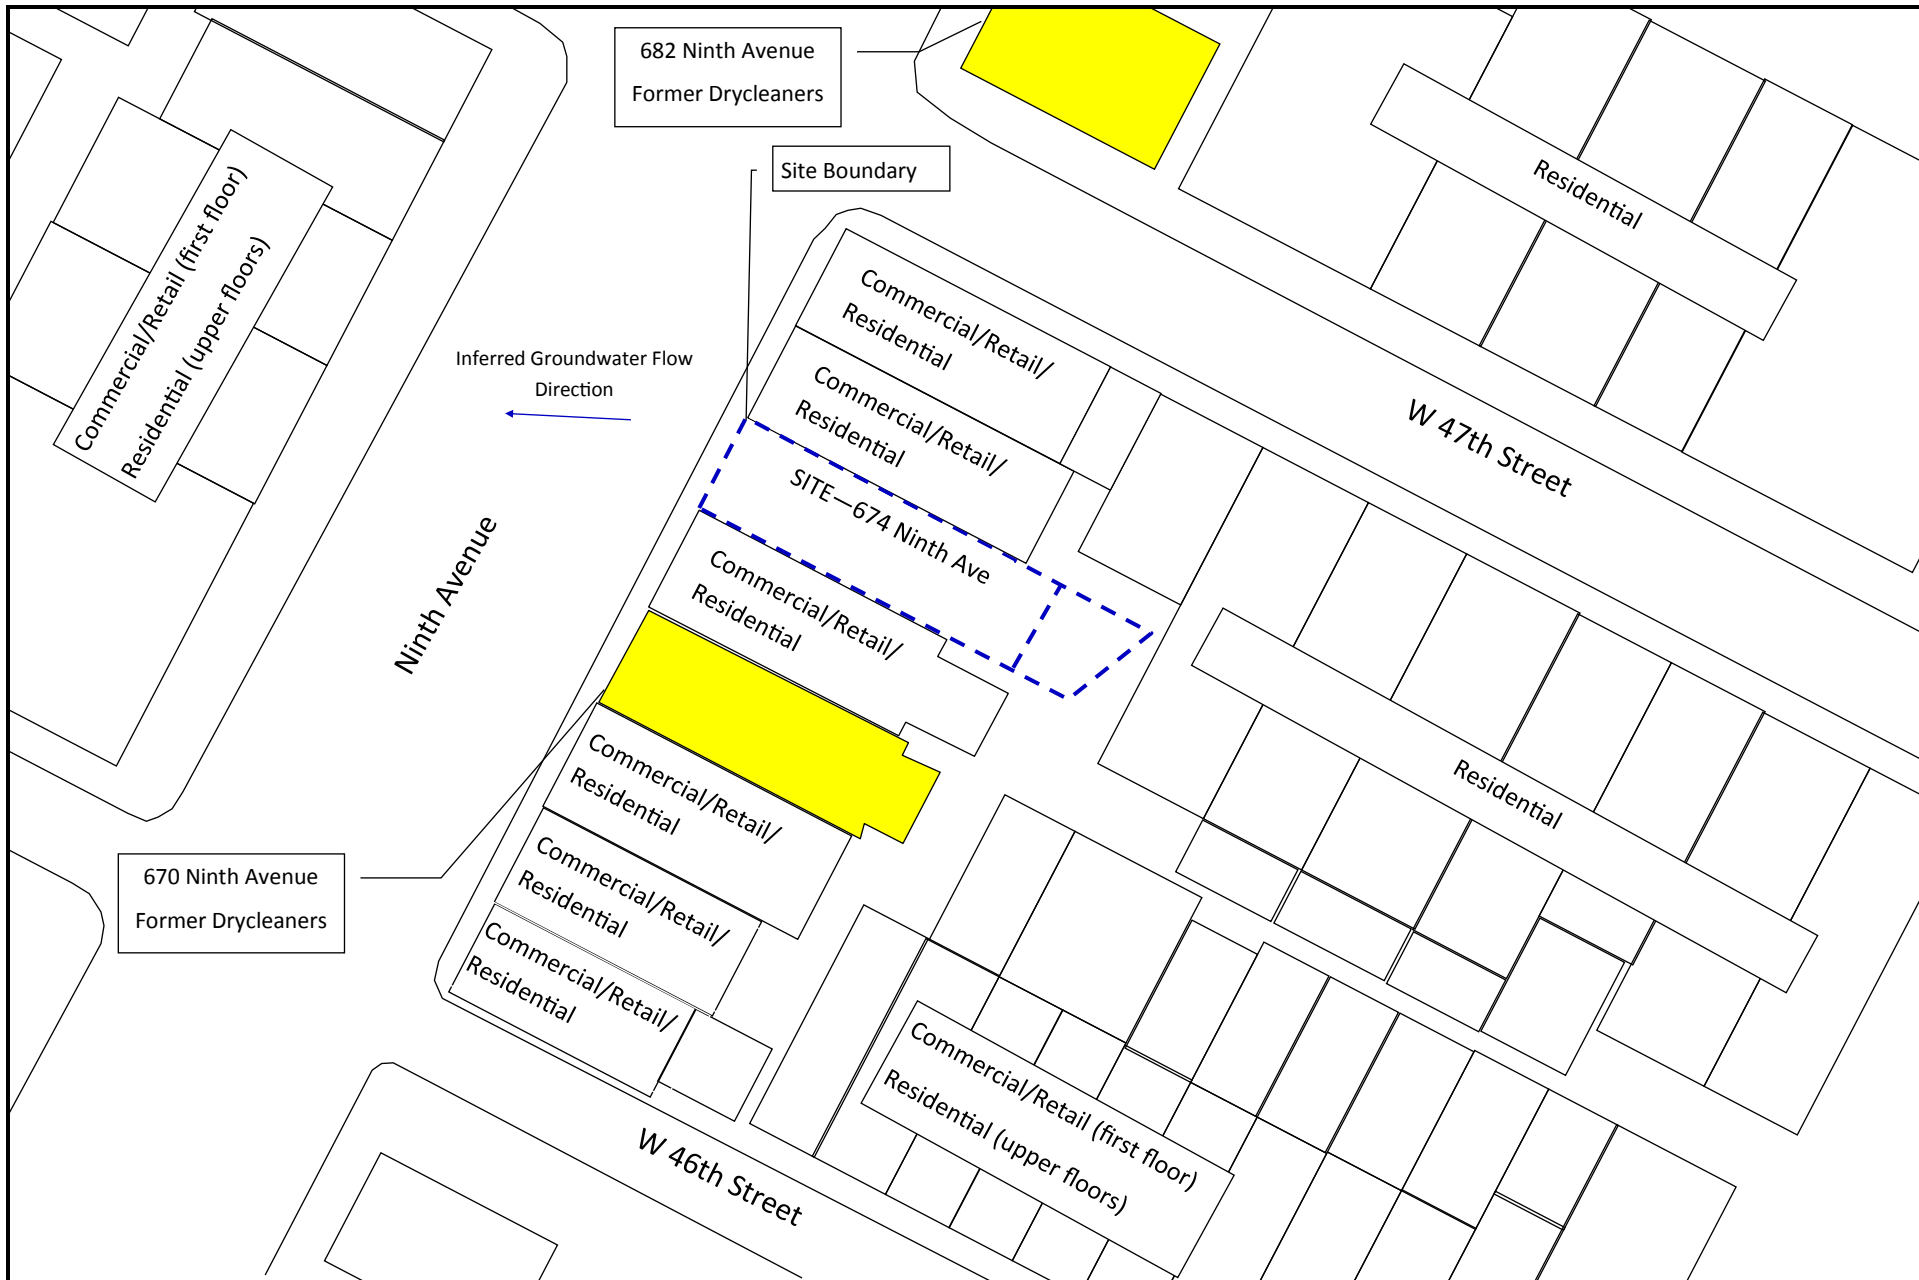 682 Ninth Avenue
Former Drycleaners
Site Boundary
Residential
Commercial/Retail (first floor)
Residential (upper floors)
Commercial/Retail/
Residential
Inferred Groundwater Flow
Direction
Commercial/Retail/
Residential
W 47th Street
SITE—674 Ninth Ave
Ninth Avenue
Commercial/Retail/
Residential
Commercial/Retail/
Residential
Residential
670 Ninth Avenue
Former Drycleaners
Commercial/Retail/
Residential
Commercial/Retail/
Residential
Commercial/Retail (first floor)
Residential (upper floors)
W 46th Street